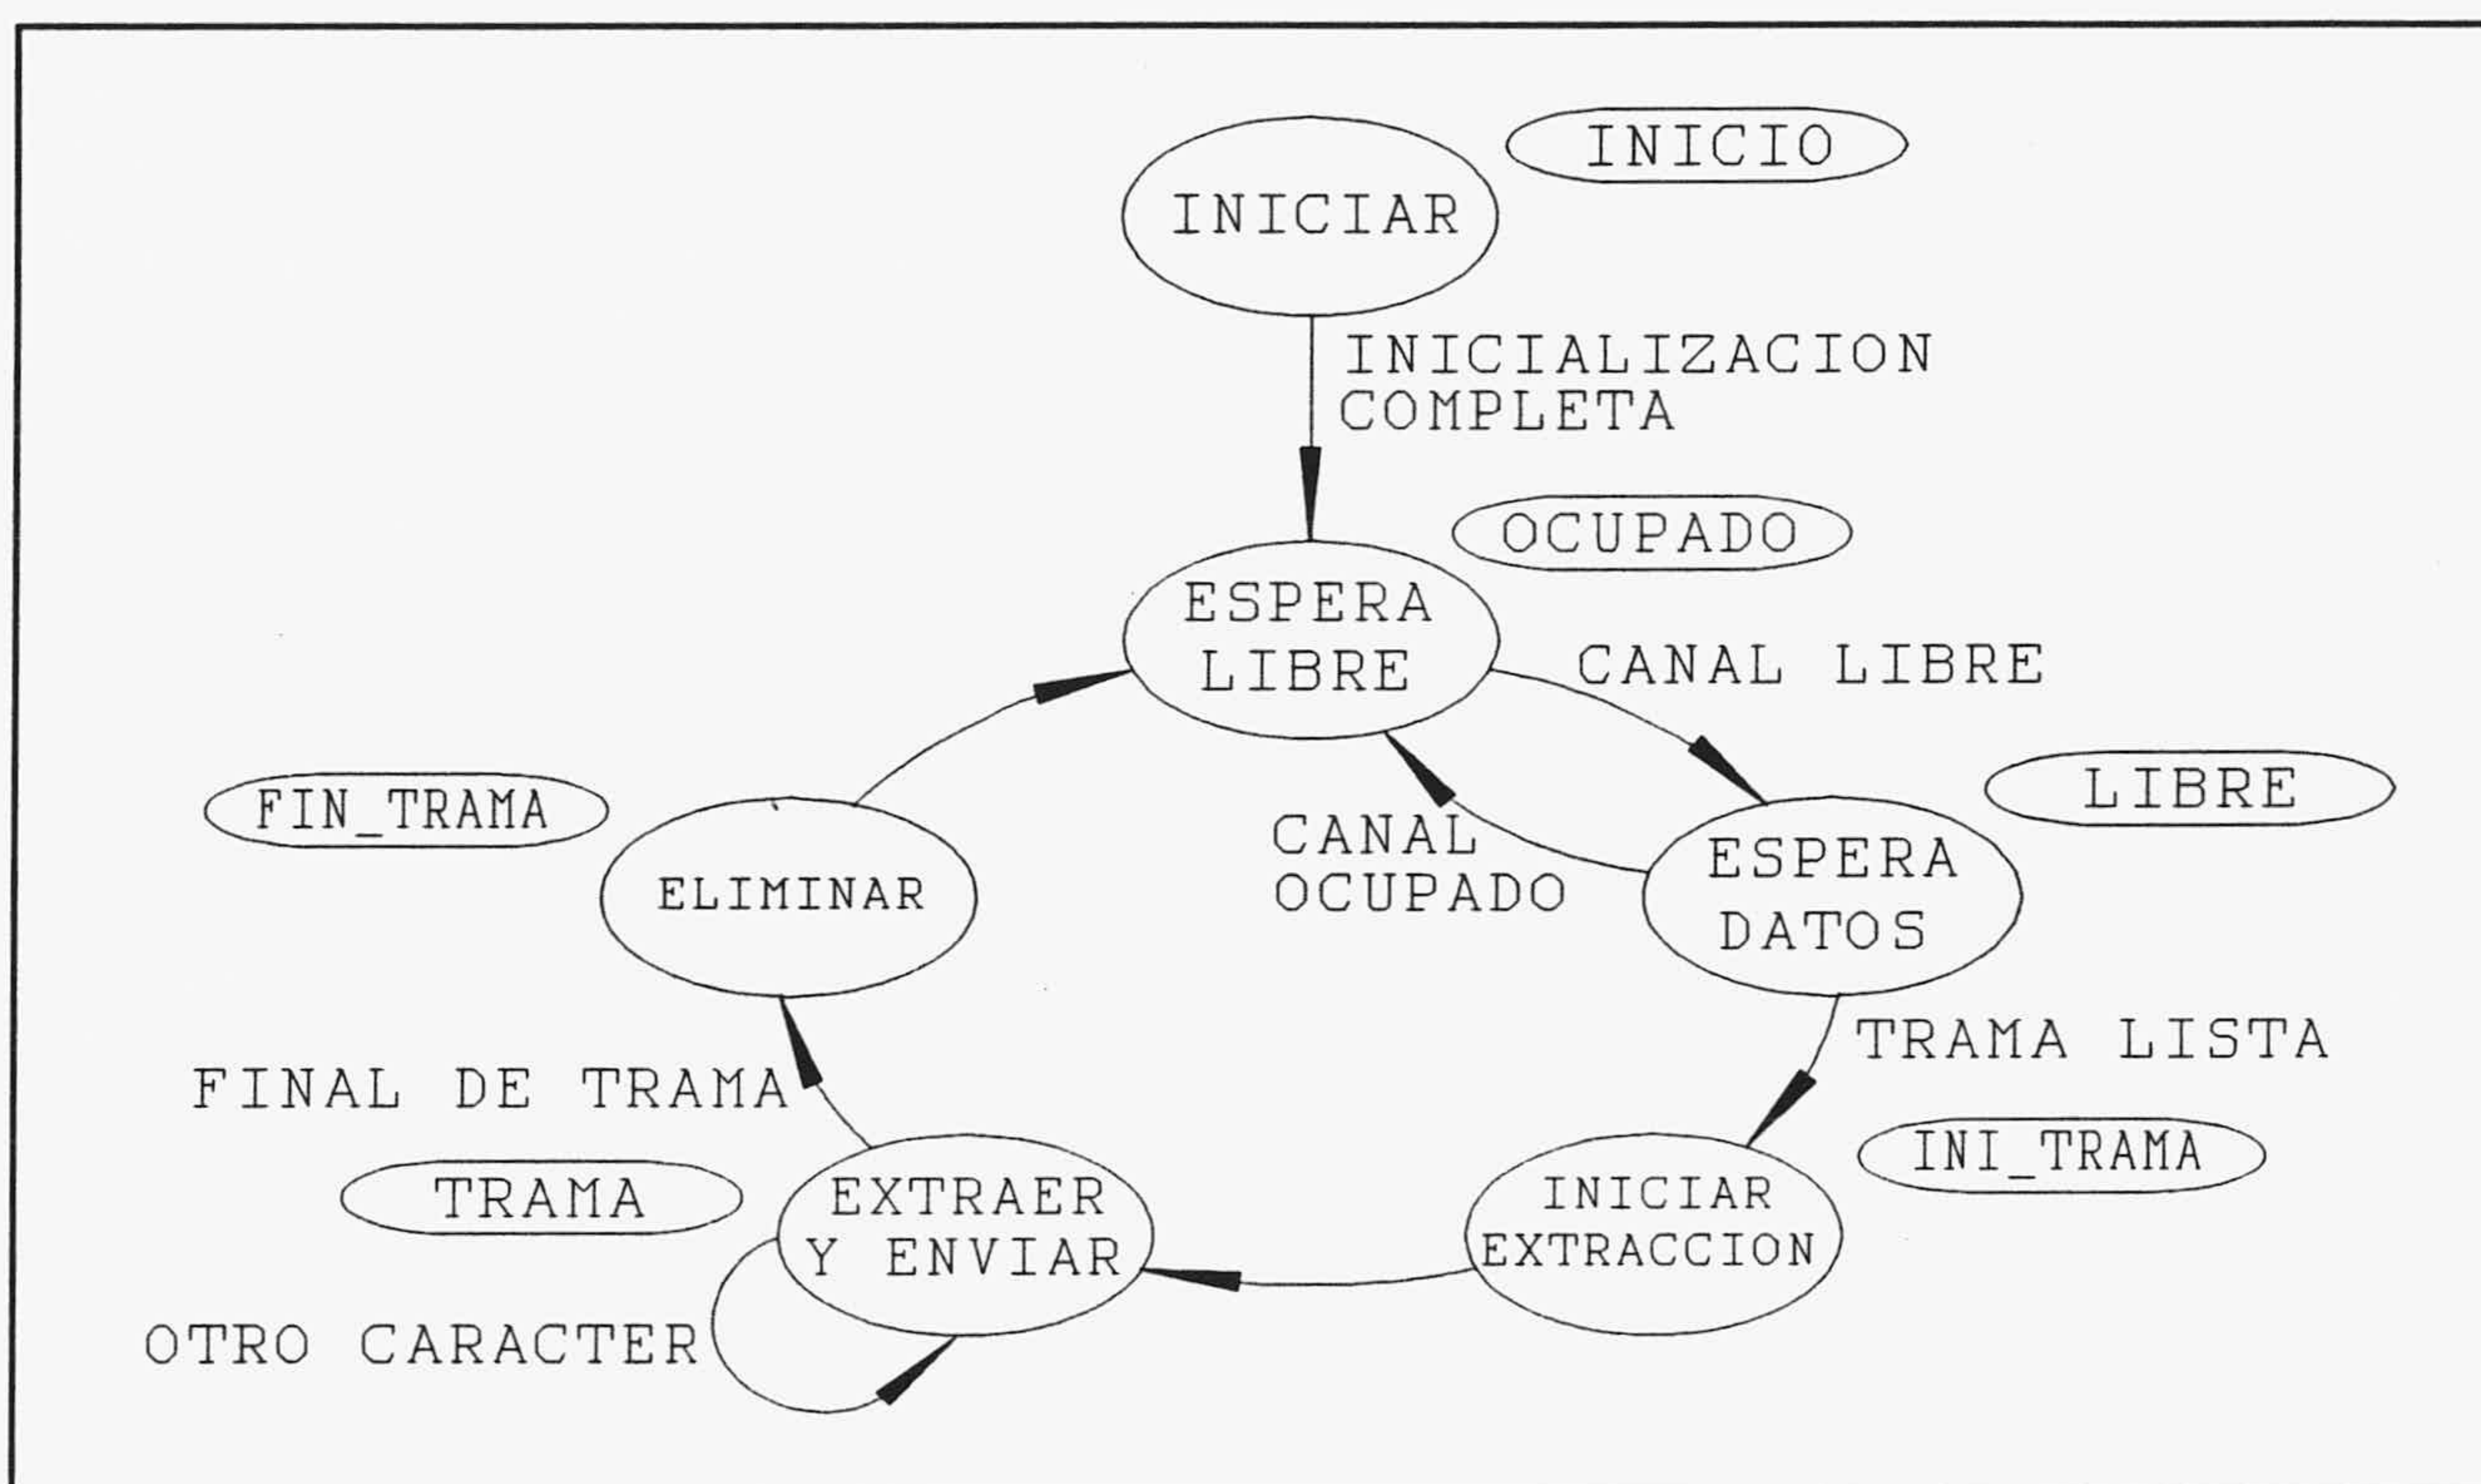 INICIO
INICIAR
INICIALIZACION
COMPLETA
OCUPADO
ESPERA
LIBRE
CANAL LIBRE
LIBRE
FIN_TRAMA
CANAL
OCUPADO
ESPERA
DATOS
ELIMINAR
TRAMA LISTA
FINAL DE TRAMA
INI_TRAMA
TRAMA
EXTRAER
Y ENVIAR
INICIAR
EXTRACCION
OTRO CARACTER